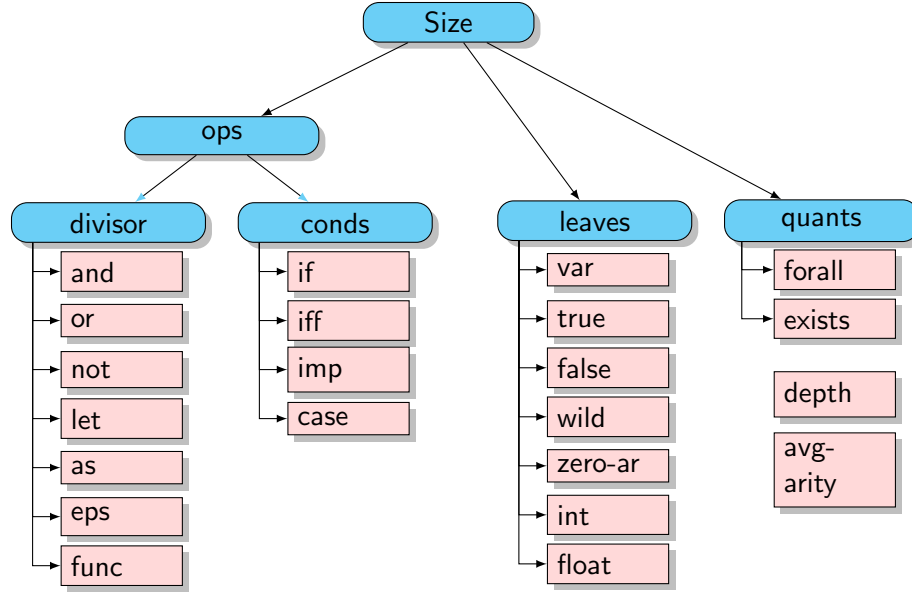 Size
ops
divisor
conds
leaves
quants
and
or
not
let
as
eps
func
if
iff
imp
case
var
true
false
wild
zero-ar
int
float
forall
exists
depth
avg-
arity